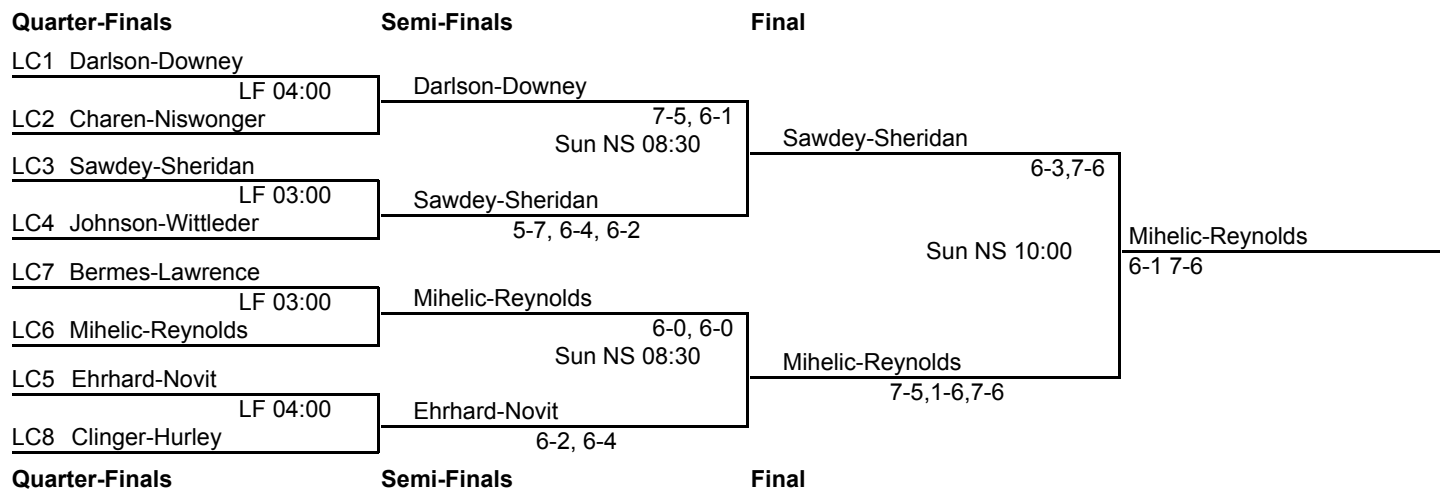 Quarter-Finals Semi-Finals Final
LC1 Darlson-Downey
LF 04:00
LC2 Charen-Niswonger
Darlson-Downey
7-5, 6-1
Sun NS 08:30
LC3 Sawdey-Sheridan
LF 03:00
LC4 Johnson-Wittleder
Sawdey-Sheridan
5-7, 6-4, 6-2
Sawdey-Sheridan
6-3,7-6
Sun NS 10:00
LC7 Bermes-Lawrence
LF 03:00
LC6 Mihelic-Reynolds
Mihelic-Reynolds
6-0, 6-0
Sun NS 08:30
LC5 Ehrhard-Novit
LF 04:00
LC8 Clinger-Hurley
Ehrhard-Novit
6-2, 6-4
Mihelic-Reynolds
7-5,1-6,7-6
Mihelic-Reynolds
6-1 7-6
Quarter-Finals Semi-Finals Final